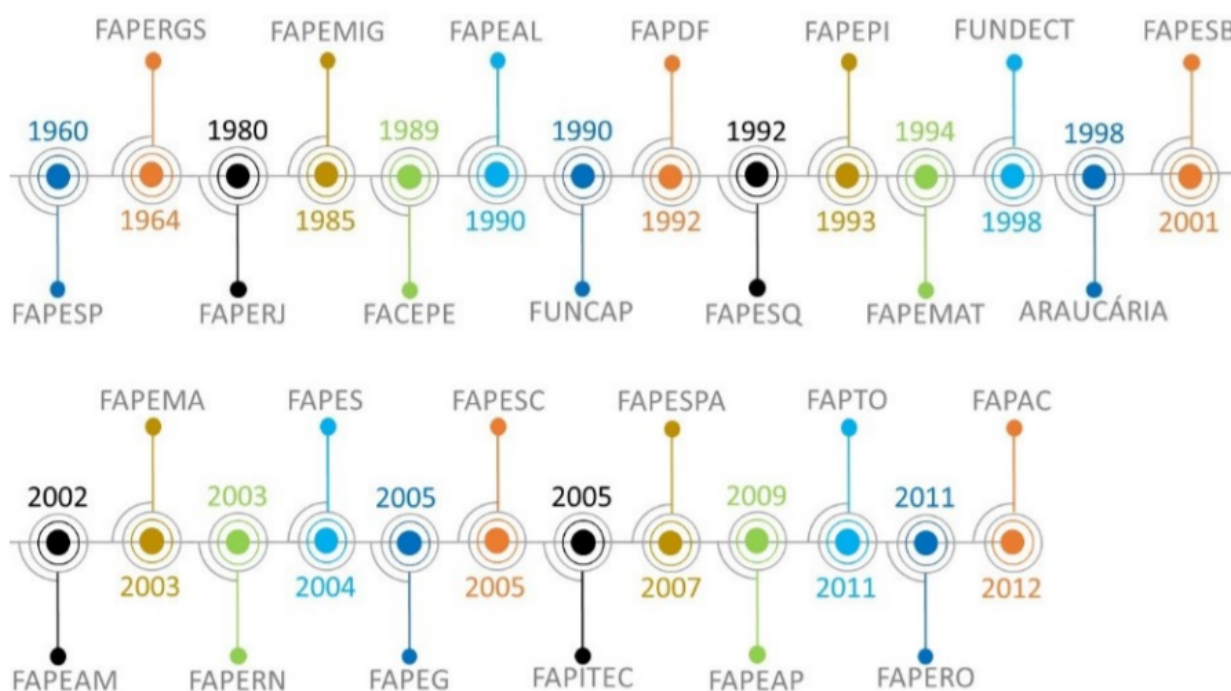 FAPERGS FAPEMIG FAPEAL FAPDF FAPEPI FUNDECT FAPESB
1960 1980 1989 1990 1992 1994 1998
1964 1985 1990 1992 1993 1998 2001
FAPESP FAPERJ FACEPE FUNCAP FAPESQ FAPEMAT ARAUCÁRIA
FAPEMA FAPES FAPESC FAPESPA FAPTO FAPAC
2002 2003 2005 2005 2009 2011
2003 2004 2005 2007 2011 2012
FAPEAM FAPERN FAPEG FAPITEC FAPEAP FAPERO